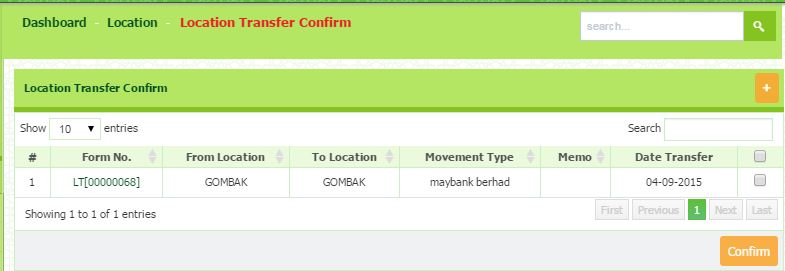 Dashboard - Location - Location Transfer Confirm
search...
Location Transfer Confirm
+
Show 10 entries
Search
# Form No. From Location To Location Movement Type Memo Date Transfer
1 LT[00000068] GOMBAK GOMBAK maybank berhad 04-09-2015
Showing 1 to 1 of 1 entries
First Previous 1 Next Last
Confirm